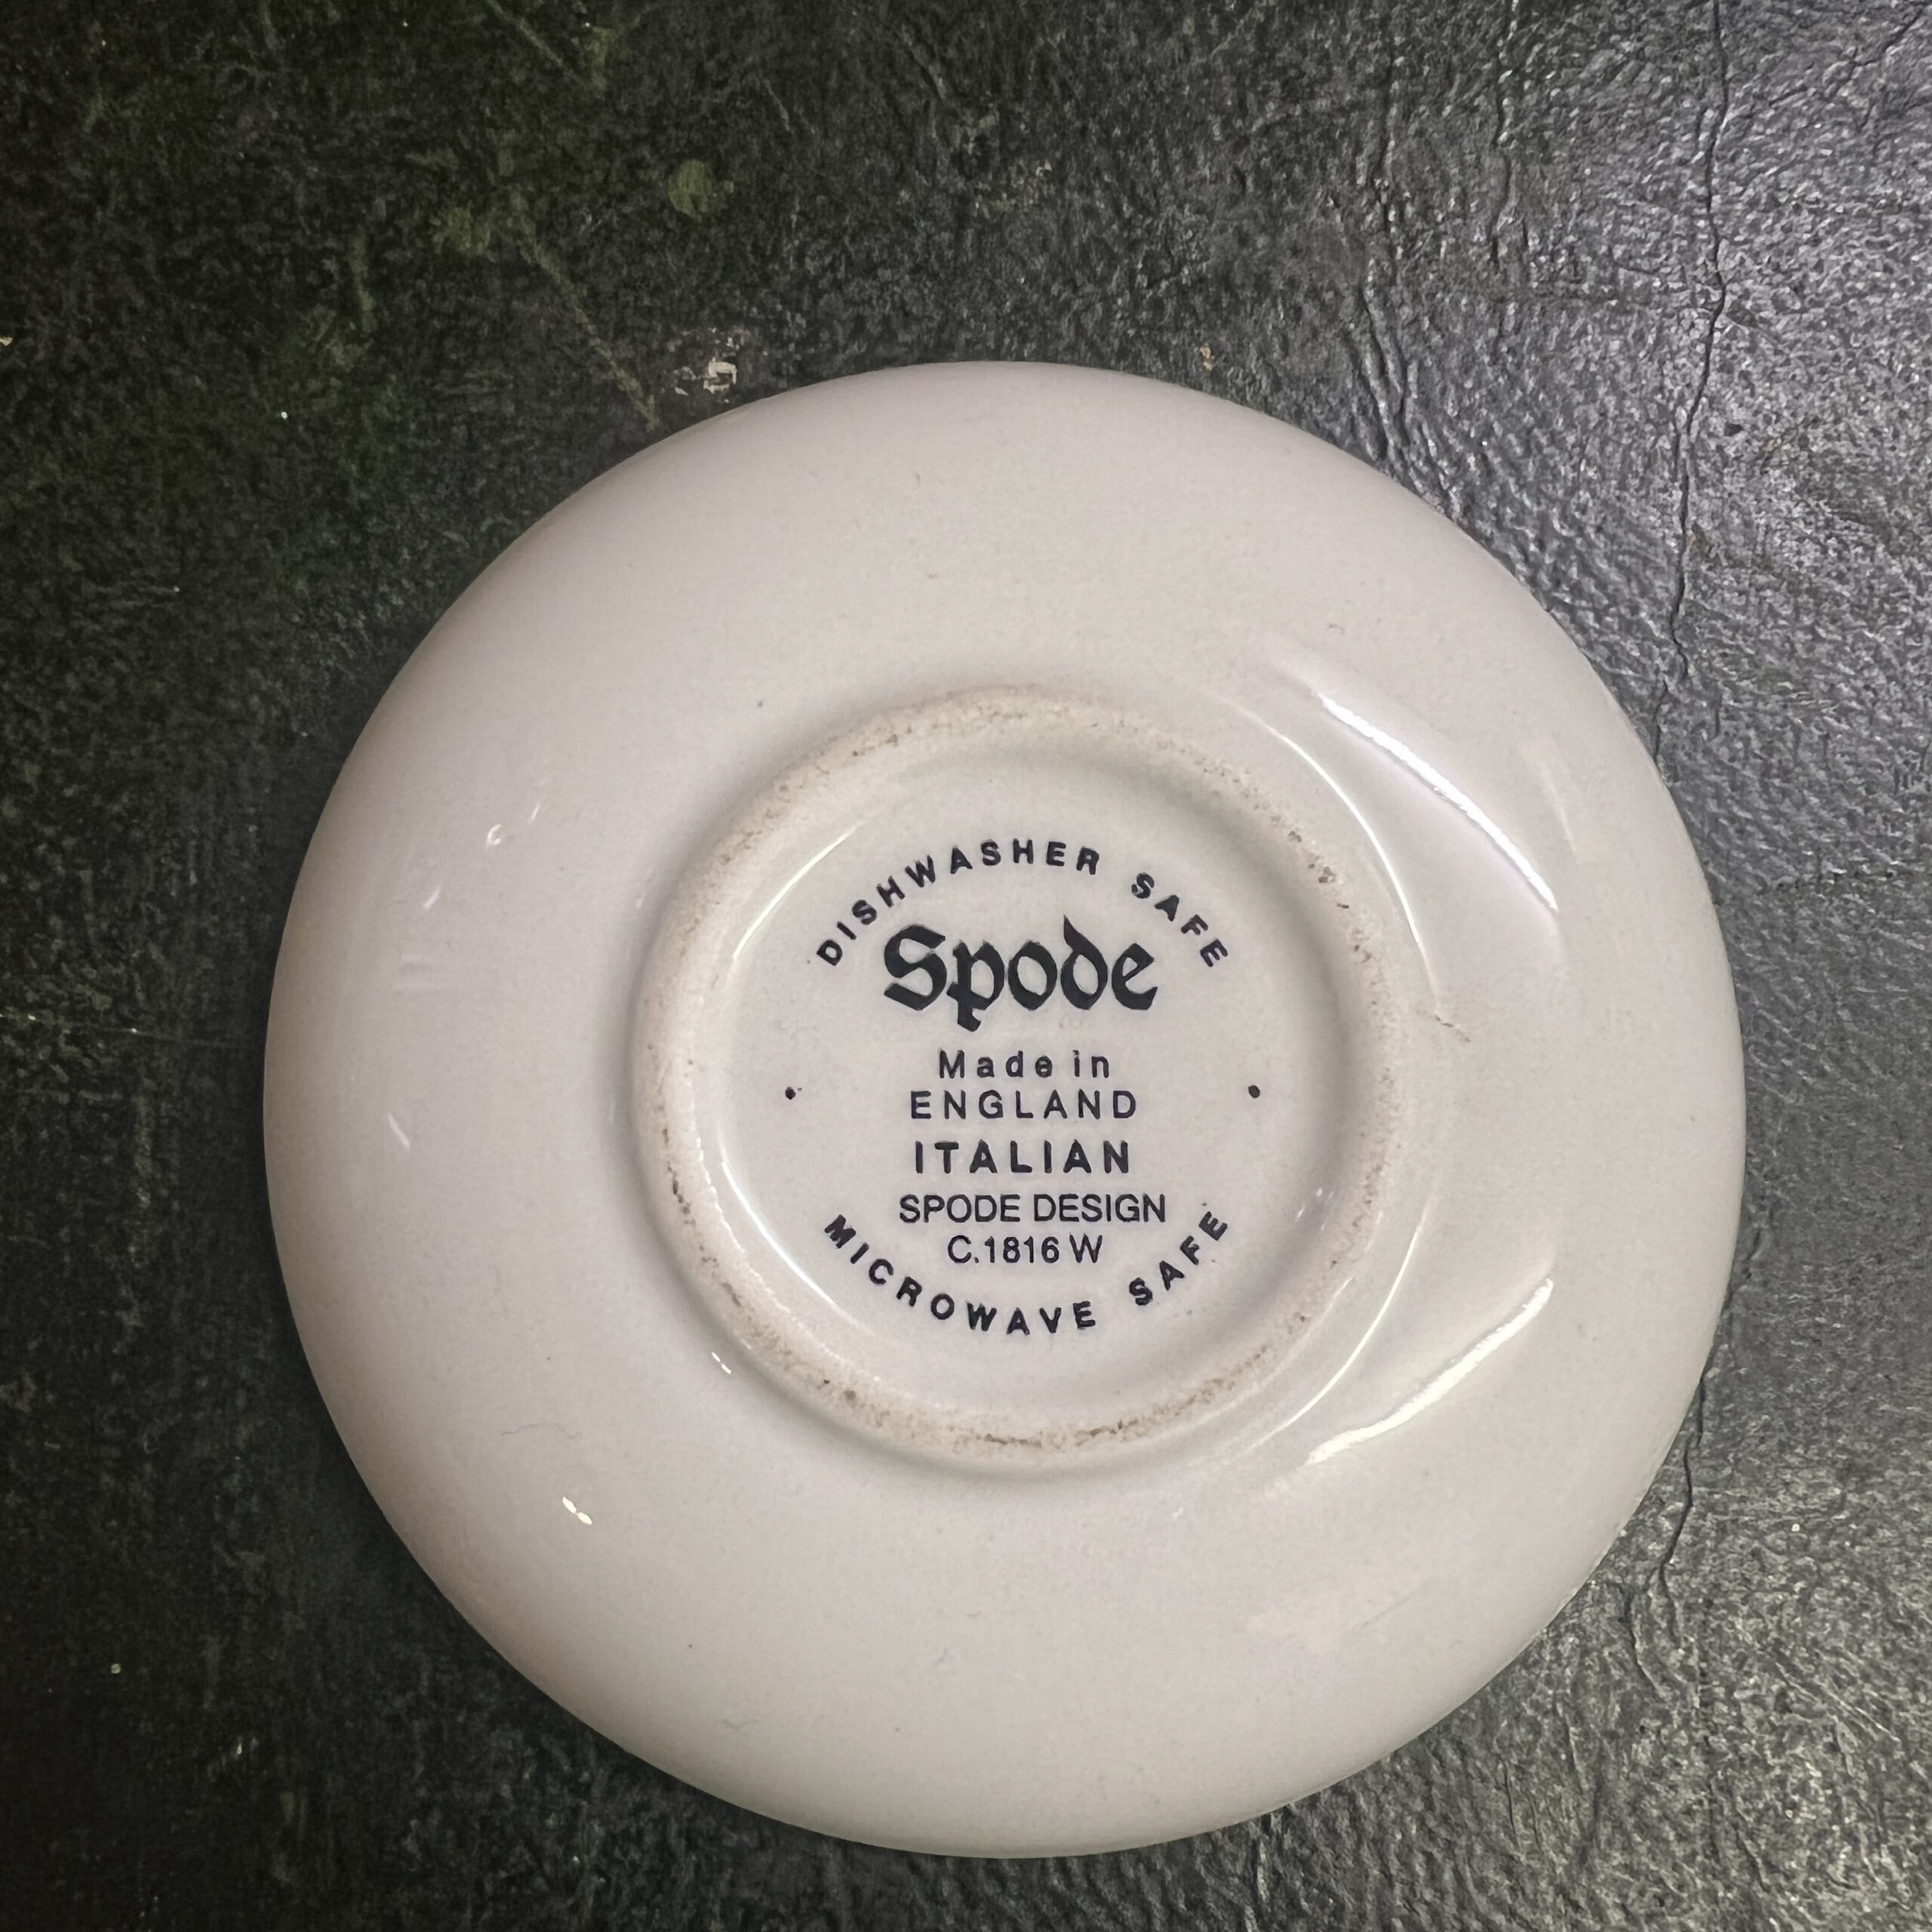 DISHWASHER SAFE
Spode
Made in
ENGLAND
ITALIAN
SPODE DESIGN
C.1816 W
MICROWAVE SAFE